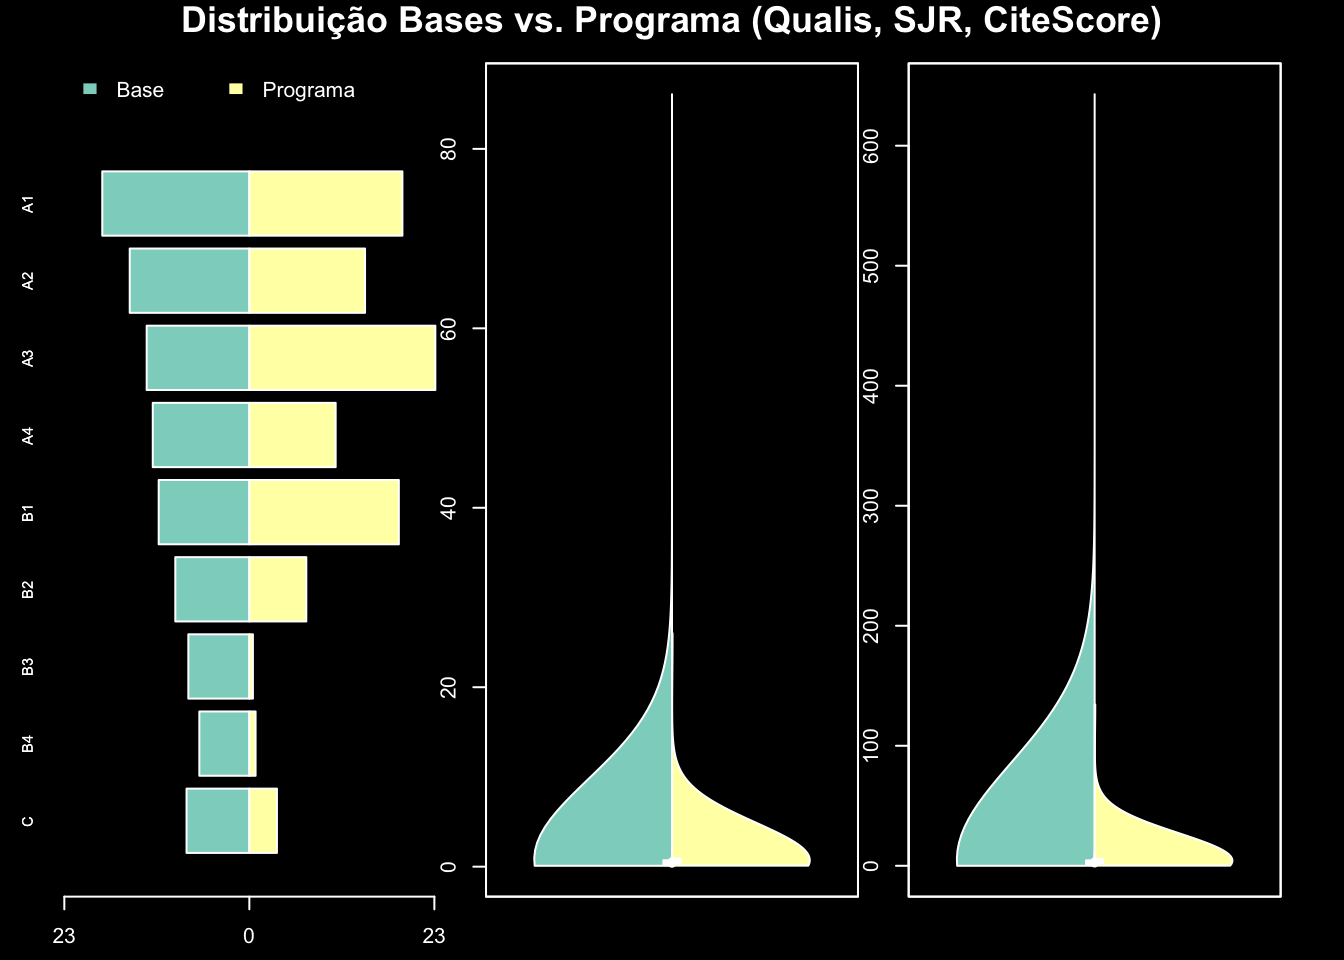 Distribuição Bases vs. Programa (Qualis, SJR, CiteScore)
Base
Programa
A1
A2
A3
A4
B1
B2
B3
B4
C
23
0
23
80
60
40
20
0
600
500
400
300
200
100
0